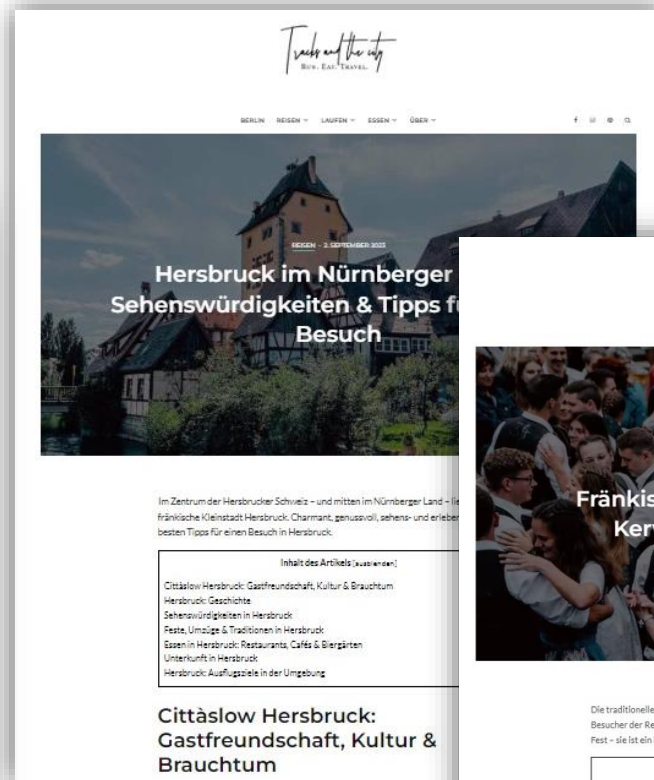 Tracks and the city
RUN. EAT. TRAVEL.
BERLIN REISEN LAUFEN ESSEN ÜBER
REISEN – 2. SEPTEMBER 2023
Hersbruck im Nürnberger
Sehenswürdigkeiten & Tipps
Besuch
Im Zentrum der Hersbrucker Schweiz – und mitten im Nürnberger Land –
fränkische Kleinstadt Hersbruck. Charmant, genussvoll, sehens- und
besten Tipps für einen Besuch in Hersbruck.
Inhalt des Artikels [ausblenden]
Cittàslow Hersbruck: Gastfreundschaft, Kultur & Brauchtum
Hersbruck: Geschichte
Sehenswürdigkeiten in Hersbruck
Feste, Umzüge & Traditionen in Hersbruck
Essen in Hersbruck: Restaurants, Cafés & Biergärten
Unterkunft in Hersbruck
Hersbruck: Ausflugsziele in der Umgebung
Cittàslow Hersbruck:
Gastfreundschaft, Kultur &
Brauchtum
Fränkis
Ker
Die traditionelle
Besucher der Re
Fest – sie ist ein